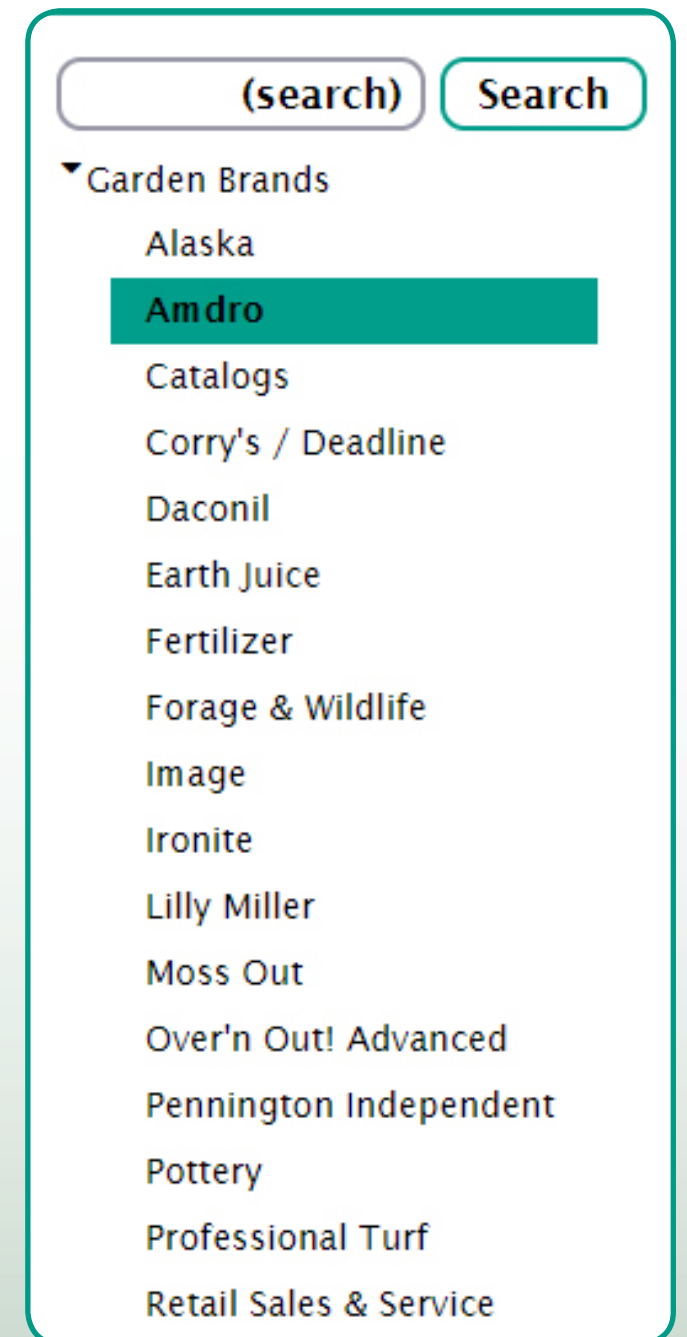 (search) Search
Garden Brands
Alaska
Amdro
Catalogs
Corry's / Deadline
Daconil
Earth Juice
Fertilizer
Forage & Wildlife
Image
Ironite
Lilly Miller
Moss Out
Over'n Out! Advanced
Pennington Independent
Pottery
Professional Turf
Retail Sales & Service